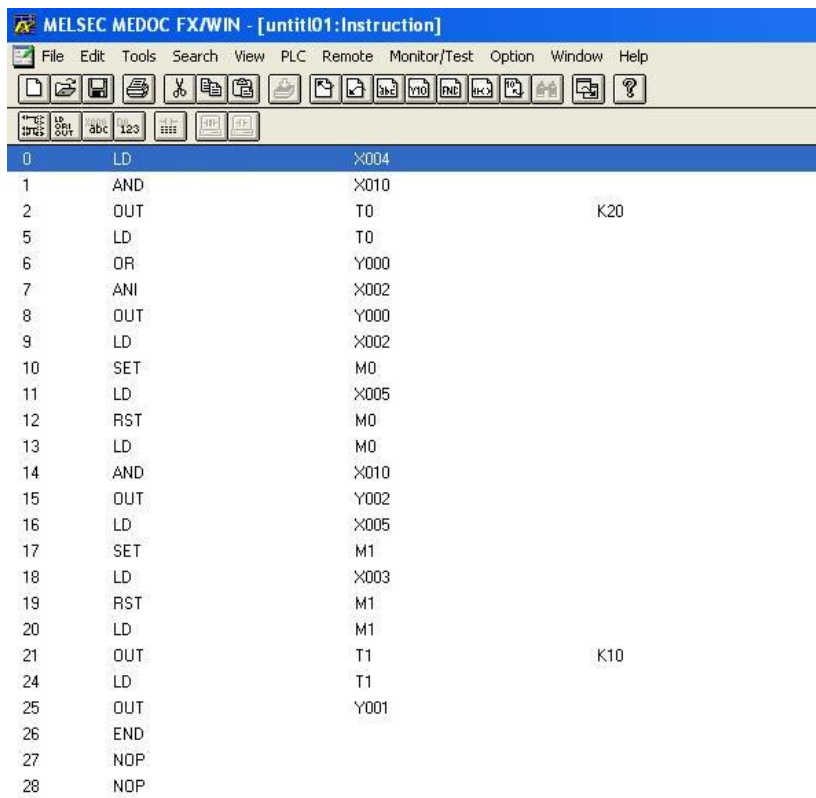 MELSEC MEDOC FX/WIN - [untitl01:Instruction]
File Edit Tools Search View PLC Remote Monitor/Test Option Window Help
0 LD X004
1 AND X010
2 OUT T0 K20
5 LD T0
6 OR Y000
7 ANI X002
8 OUT Y000
9 LD X002
10 SET M0
11 LD X005
12 RST M0
13 LD M0
14 AND X010
15 OUT Y002
16 LD X005
17 SET M1
18 LD X003
19 RST M1
20 LD M1
21 OUT T1 K10
24 LD T1
25 OUT Y001
26 END
27 NOP
28 NOP